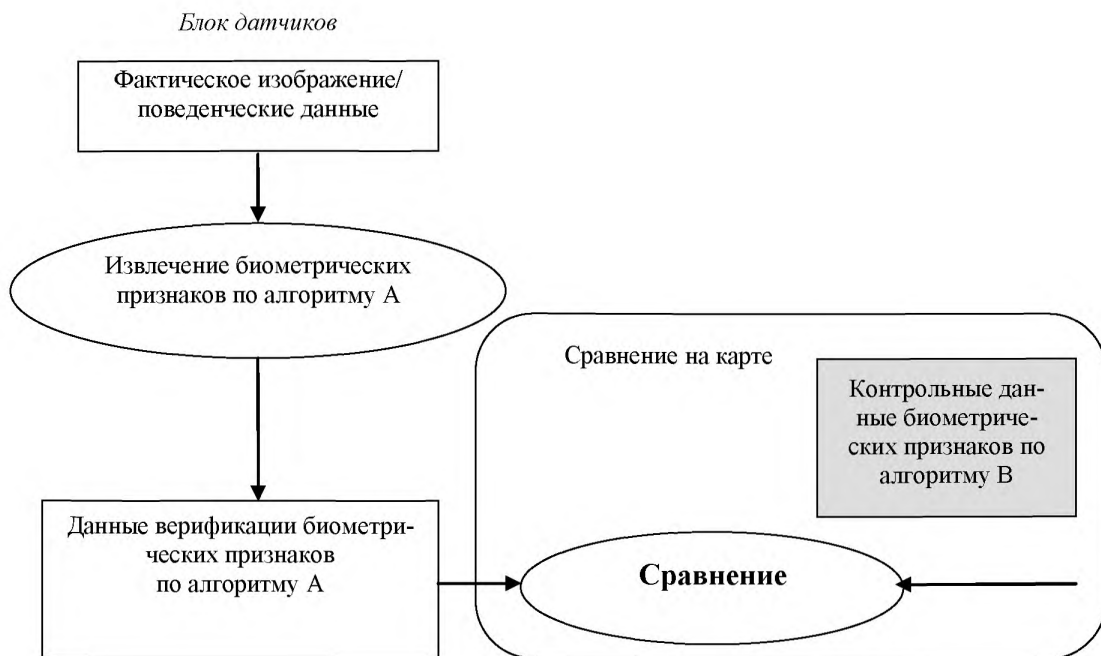 Блок датчиков
Фактическое изображение/
поведенческие данные
Извлечение биометрических
признаков по алгоритму А
Сравнение на карте
Контрольные дан-
ные биометриче-
ских признаков по
алгоритму В
Данные верификации биометри-
ческих признаков
по алгоритму А
Сравнение